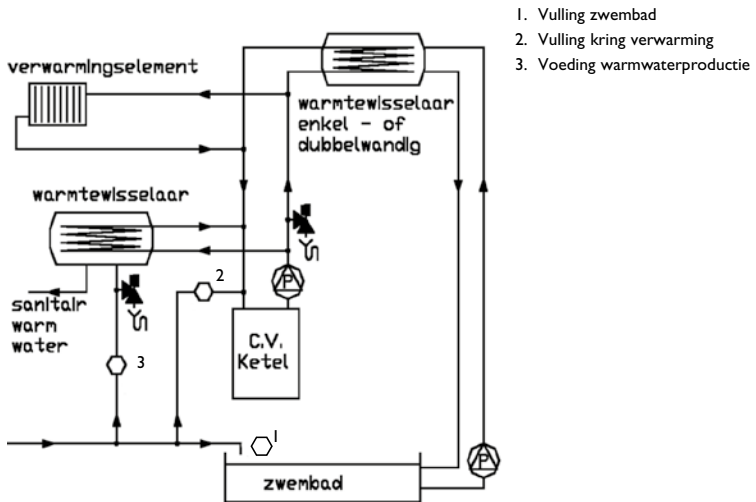 1. Vulling zwembad
2. Vulling kring verwarming
3. Voeding warmwaterproductie
verwarmingselement
warmtewisselaar
enkel - of
dubbelwandig
warmtewisselaar
2
P
sanitair
warm
water
C.V.
Ketel
3
1
P
zwembad